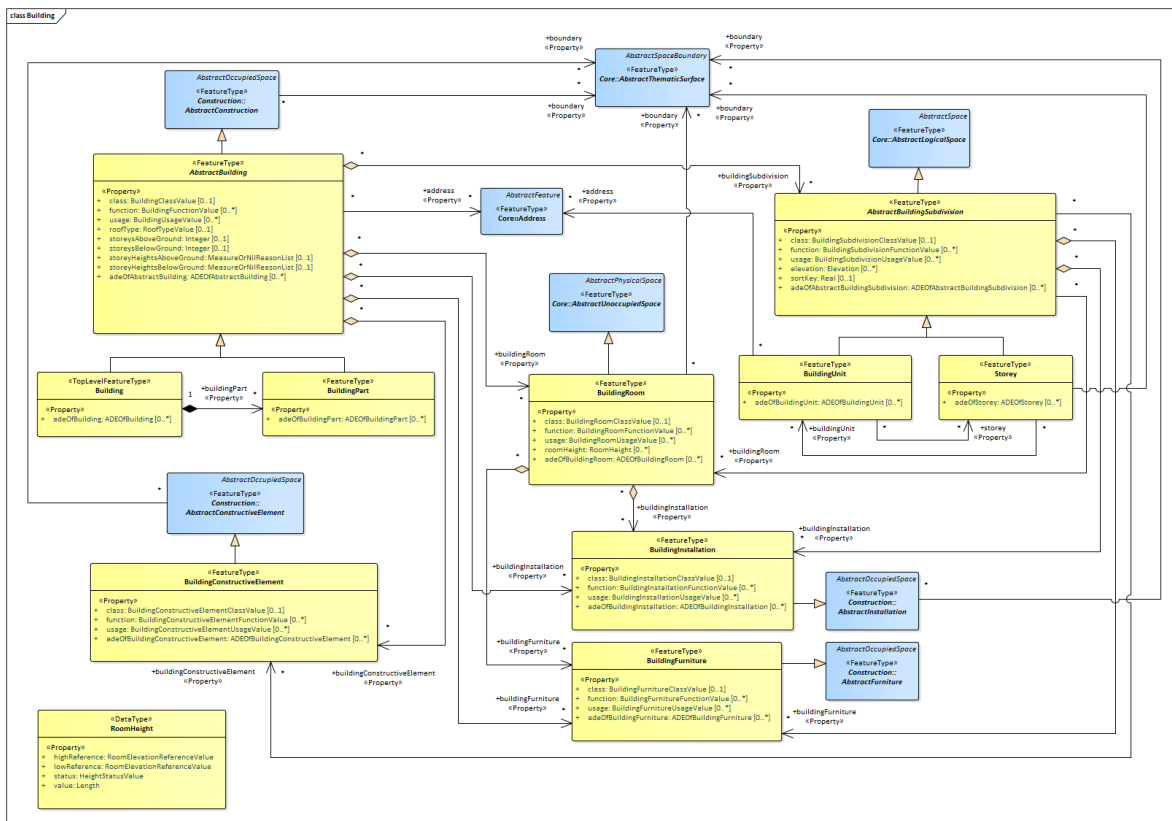 class Building
+boundary
«Property»
*
+boundary
«Property»
*
AbstractSpaceBoundary
«FeatureType»
Core::AbstractThematicSurface
+boundary
«Property»
*
+boundary
«Property»
*
+boundary
«Property»
*
AbstractOccupiedSpace
«FeatureType»
Construction::
AbstractConstruction
*
AbstractSpace
«FeatureType»
Core::AbstractLogicalSpace
«FeatureType»
AbstractBuilding
«Property»
+ class: BuildingClassValue [0..1]
+ function: BuildingFunctionValue [0..*]
+ usage: BuildingUsageValue [0..*]
+ roofType: RoofTypeValue [0..1]
+ storeysAboveGround: Integer [0..1]
+ storeysBelowGround: Integer [0..1]
+ storeyHeightsAboveGround: MeasureOrNilReasonList [0..1]
+ storeyHeightsBelowGround: MeasureOrNilReasonList [0..1]
+ adeOfAbstractBuilding: ADEOfAbstractBuilding [0..*]
*
*
*
*
*
*
+address
«Property»
*
AbstractFeature
«FeatureType»
Core::Address
+address
«Property»
*
+buildingSubdivision
«Property»
*
«FeatureType»
AbstractBuildingSubdivision
«Property»
+ class: BuildingSubdivisionClassValue [0..1]
+ function: BuildingSubdivisionFunctionValue [0..*]
+ usage: BuildingSubdivisionUsageValue [0..*]
+ elevation: Elevation [0..*]
+ sortKey: Real [0..1]
+ adeOfAbstractBuildingSubdivision: ADEOfAbstractBuildingSubdivision [0..*]
*
*
*
*
AbstractPhysicalSpace
«FeatureType»
Core::AbstractUnoccupiedSpace
«TopLevelFeatureType»
Building
«Property»
+ adeOfBuilding: ADEOfBuilding [0..*]
1
+buildingPart
«Property»
*
«FeatureType»
BuildingPart
«Property»
+ adeOfBuildingPart: ADEOfBuildingPart [0..*]
+buildingRoom
«Property»
*
*
«FeatureType»
BuildingRoom
«Property»
+ class: BuildingRoomClassValue [0..1]
+ function: BuildingRoomFunctionValue [0..*]
+ usage: BuildingRoomUsageValue [0..*]
+ roomHeight: RoomHeight [0..*]
+ adeOfBuildingRoom: ADEOfBuildingRoom [0..*]
*
*
*
«FeatureType»
BuildingUnit
«Property»
+ adeOfBuildingUnit: ADEOfBuildingUnit [0..*]
«FeatureType»
Storey
«Property»
+ adeOfStorey: ADEOfStorey [0..*]
*
*
+buildingUnit
«Property»
*
*
+storey
«Property»
*
+buildingRoom
«Property»
*
AbstractOccupiedSpace
«FeatureType»
Construction::
AbstractConstructiveElement
*
+buildingInstallation
«Property»
*
+buildingInstallation
«Property»
*
+buildingInstallation
«Property»
*
«FeatureType»
BuildingInstallation
«Property»
+ class: BuildingInstallationClassValue [0..1]
+ function: BuildingInstallationFunctionValue [0..*]
+ usage: BuildingInstallationUsageValue [0..*]
+ adeOfBuildingInstallation: ADEOfBuildingInstallation [0..*]
AbstractOccupiedSpace
«FeatureType»
Construction::
AbstractInstallation
*
«FeatureType»
BuildingConstructiveElement
«Property»
+ class: BuildingConstructiveElementClassValue [0..1]
+ function: BuildingConstructiveElementFunctionValue [0..*]
+ usage: BuildingConstructiveElementUsageValue [0..*]
+ adeOfBuildingConstructiveElement: ADEOfBuildingConstructiveElement [0..*]
*
+buildingConstructiveElement
«Property»
*
+buildingConstructiveElement
«Property»
+buildingFurniture
«Property»
*
+buildingFurniture
«Property»
*
«FeatureType»
BuildingFurniture
«Property»
+ class: BuildingFurnitureClassValue [0..1]
+ function: BuildingFurnitureFunctionValue [0..*]
+ usage: BuildingFurnitureUsageValue [0..*]
+ adeOfBuildingFurniture: ADEOfBuildingFurniture [0..*]
AbstractOccupiedSpace
«FeatureType»
Construction::
AbstractFurniture
+buildingFurniture
«Property»
*
«DataType»
RoomHeight
«Property»
+ highReference: RoomElevationReferenceValue
+ lowReference: RoomElevationReferenceValue
+ status: HeightStatusValue
+ value: Length